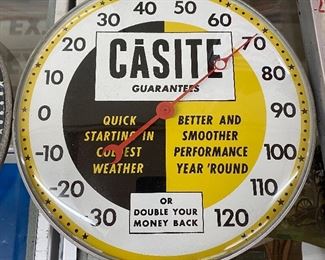 CASITE
GUARANTEES
QUICK
STARTING IN
COLDEST
WEATHER
BETTER AND
SMOOTHER
PERFORMANCE
YEAR 'ROUND
OR
DOUBLE YOUR
MONEY BACK
-30
-20
-10
0
10
20
30
40
50
60
70
80
90
100
110
120